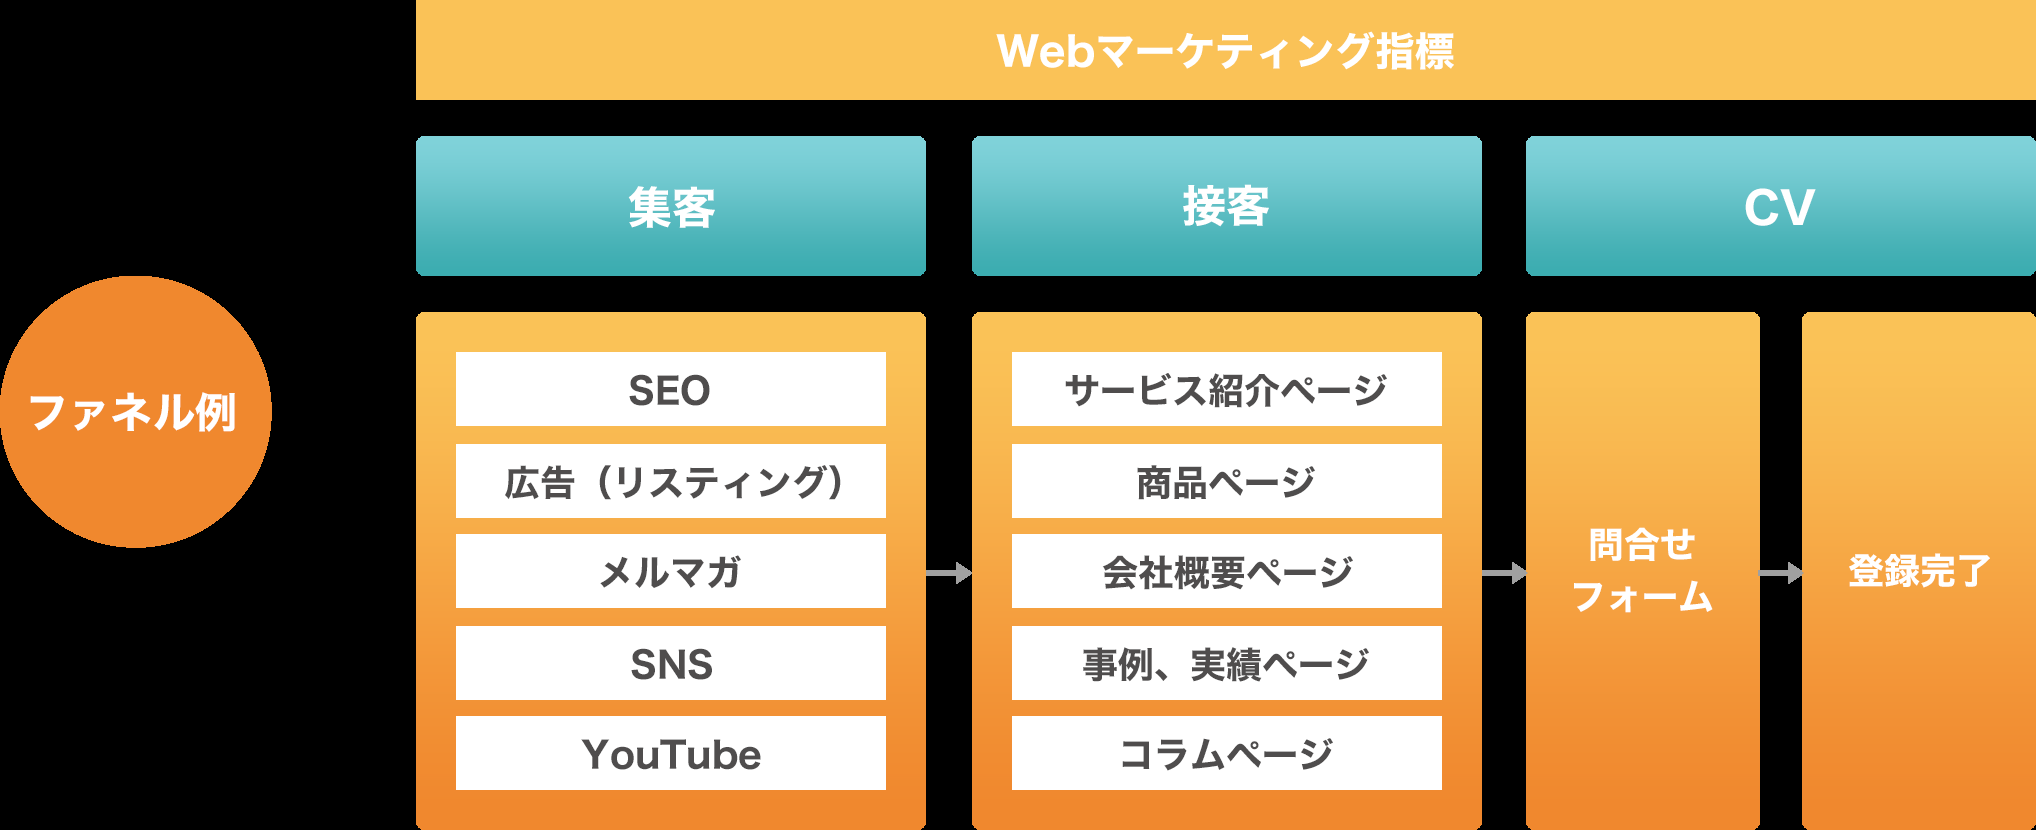 Webマーケティング指標
集客
接客
CV
ファネル例
SEO
広告（リスティング）
メルマガ
SNS
YouTube
サービス紹介ページ
商品ページ
会社概要ページ
事例、実績ページ
コラムページ
問合せ
フォーム
登録完了